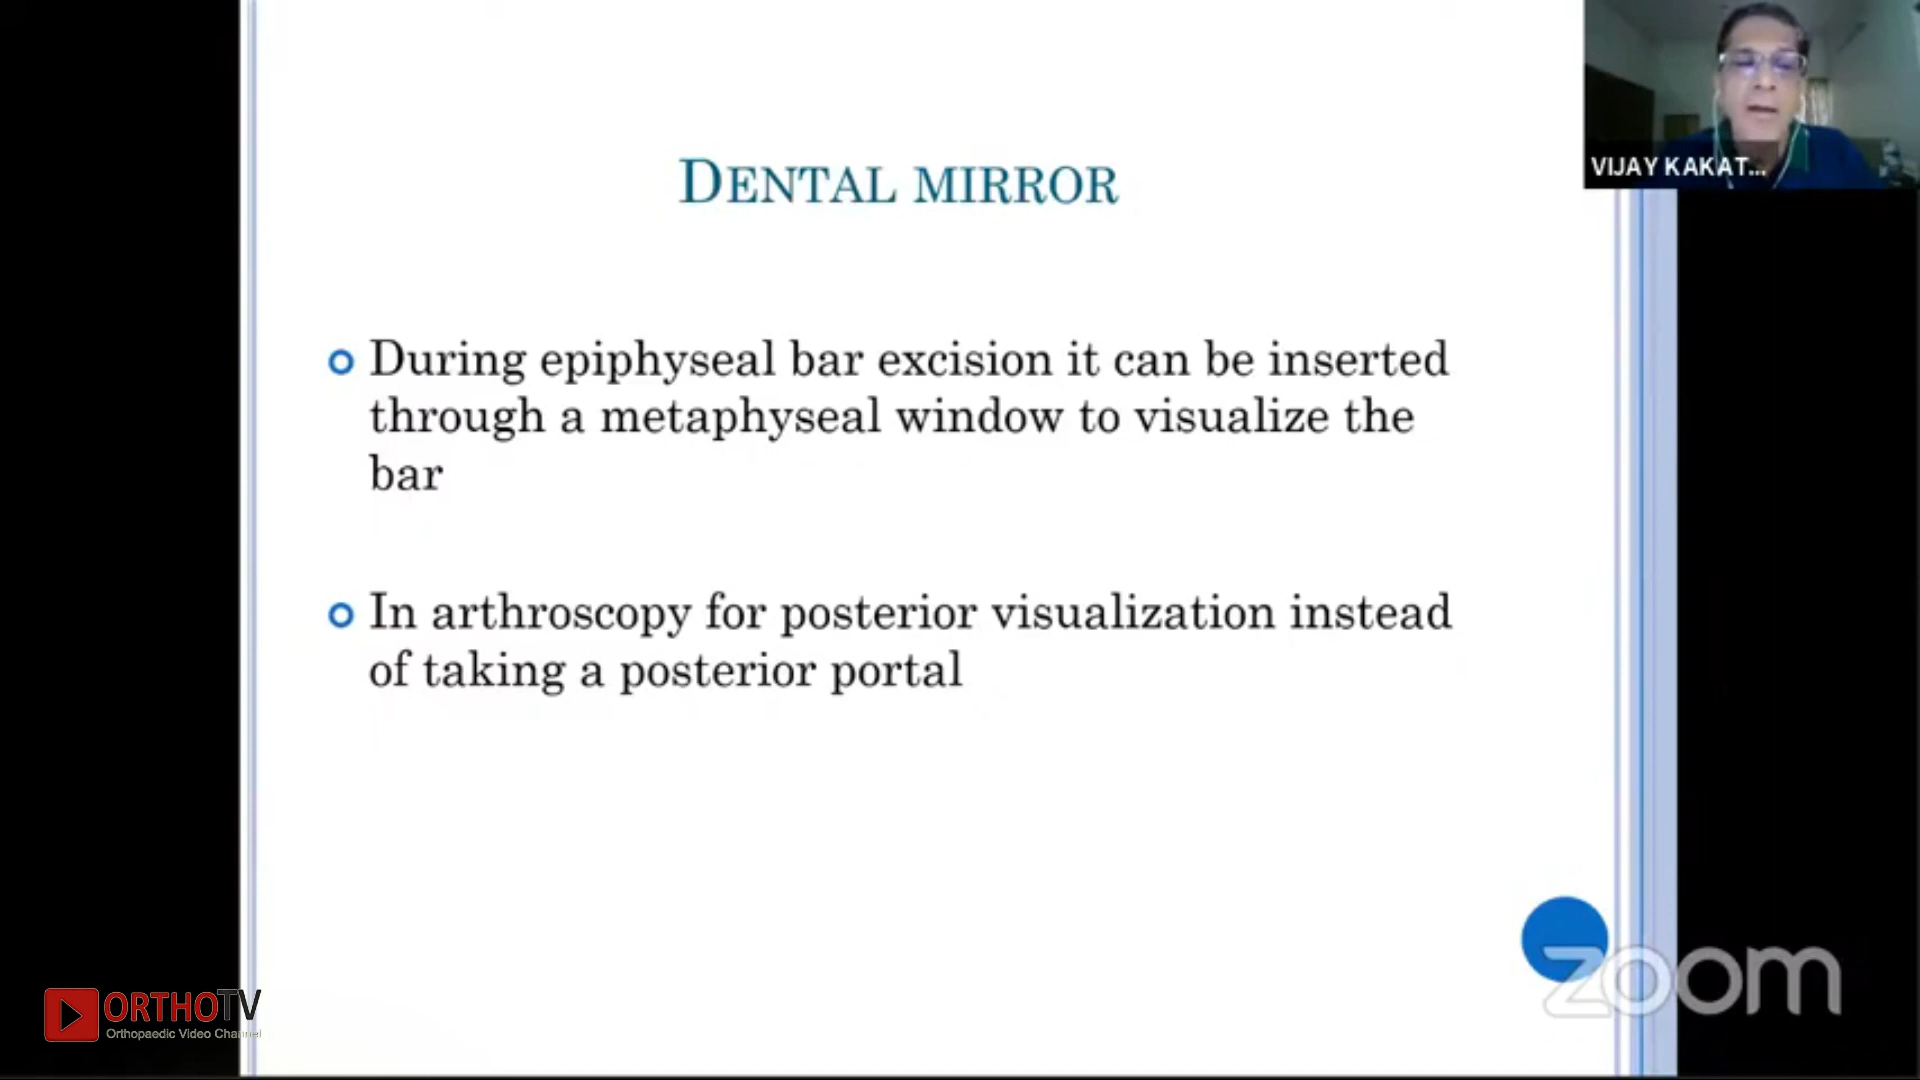 DENTAL MIRROR
During epiphyseal bar excision it can be inserted
through a metaphyseal window to visualize the
bar
In arthroscopy for posterior visualization instead
of taking a posterior portal
VIJAY KAKAT...
ORTHOTV
Orthopaedic Video Channel
zoom